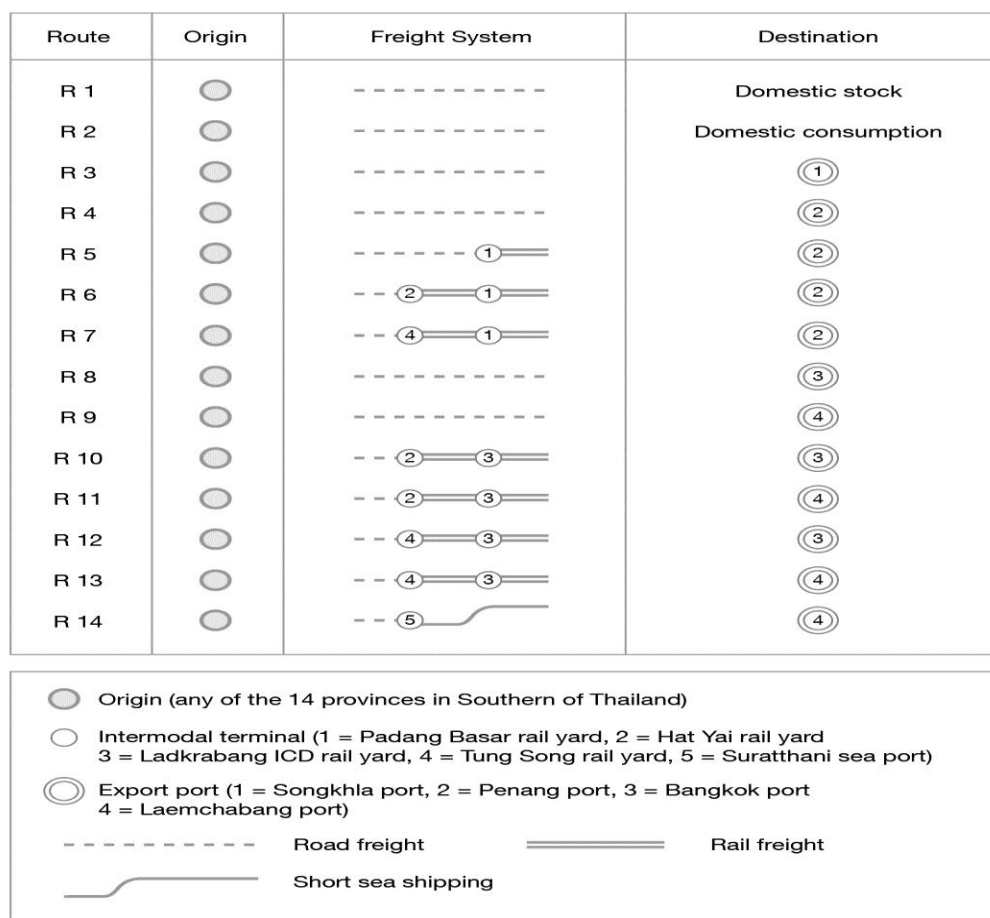 Route Origin Freight System Destination
R 1 Domestic stock
R 2 Domestic consumption
R 3 1
R 4 2
R 5 1 2
R 6 2 1 2
R 7 4 1 2
R 8 3
R 9 4
R 10 2 3 3
R 11 2 3 4
R 12 4 3 3
R 13 4 3 4
R 14 5 4
Origin (any of the 14 provinces in Southern of Thailand)
Intermodal terminal (1 = Padang Basar rail yard, 2 = Hat Yai rail yard
3 = Ladkrabang ICD rail yard, 4 = Tung Song rail yard, 5 = Suratthani sea port)
Export port (1 = Songkhla port, 2 = Penang port, 3 = Bangkok port
4 = Laemchabang port)
Road freight Rail freight
Short sea shipping